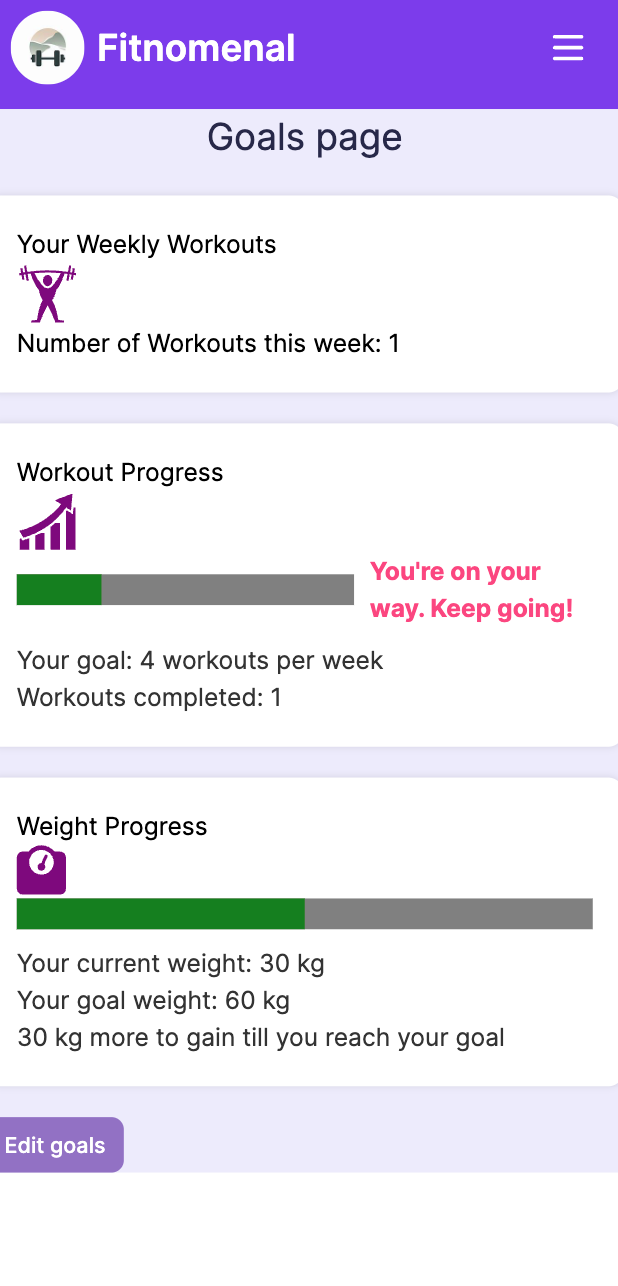 Fitnomenal
Goals page
Your Weekly Workouts
Number of Workouts this week: 1
Workout Progress
You're on your
way. Keep going!
Your goal: 4 workouts per week
Workouts completed: 1
Weight Progress
Your current weight: 30 kg
Your goal weight: 60 kg
30 kg more to gain till you reach your goal
Edit goals